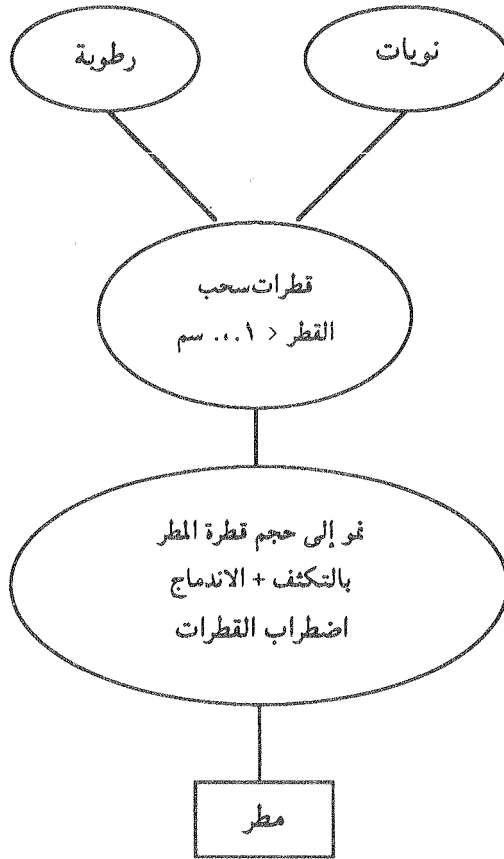 نويات
رطوبة
قطرات سحب
القطر < ٠,٠١ سم
نمو إلى حجم قطرة المطر
بالتكثف + الاندماج
اضطراب القطرات
مطر